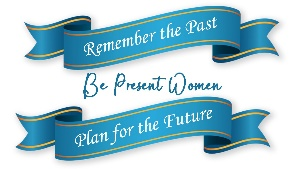 Remember the Past
Be Present Women
Plan for the Future